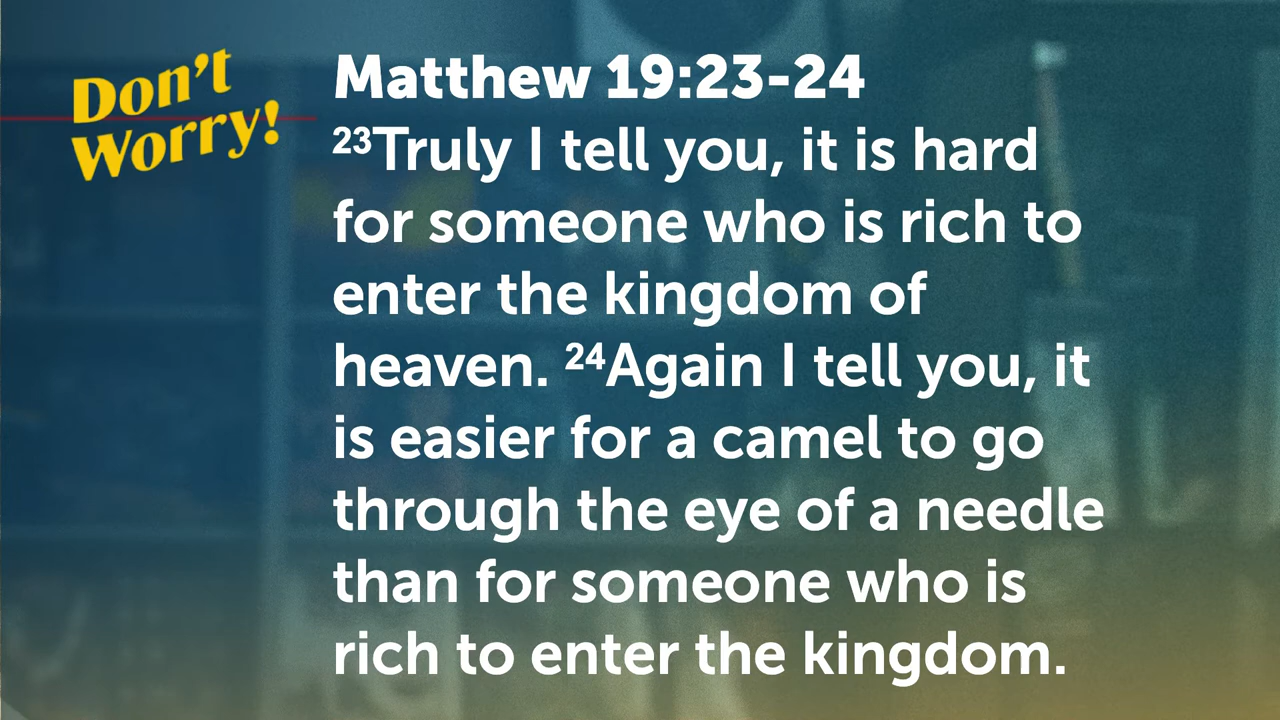 Don't
Worry!
Matthew 19:23-24
²³Truly I tell you, it is hard
for someone who is rich to
enter the kingdom of
heaven. ²⁴Again I tell you, it
is easier for a camel to go
through the eye of a needle
than for someone who is
rich to enter the kingdom.